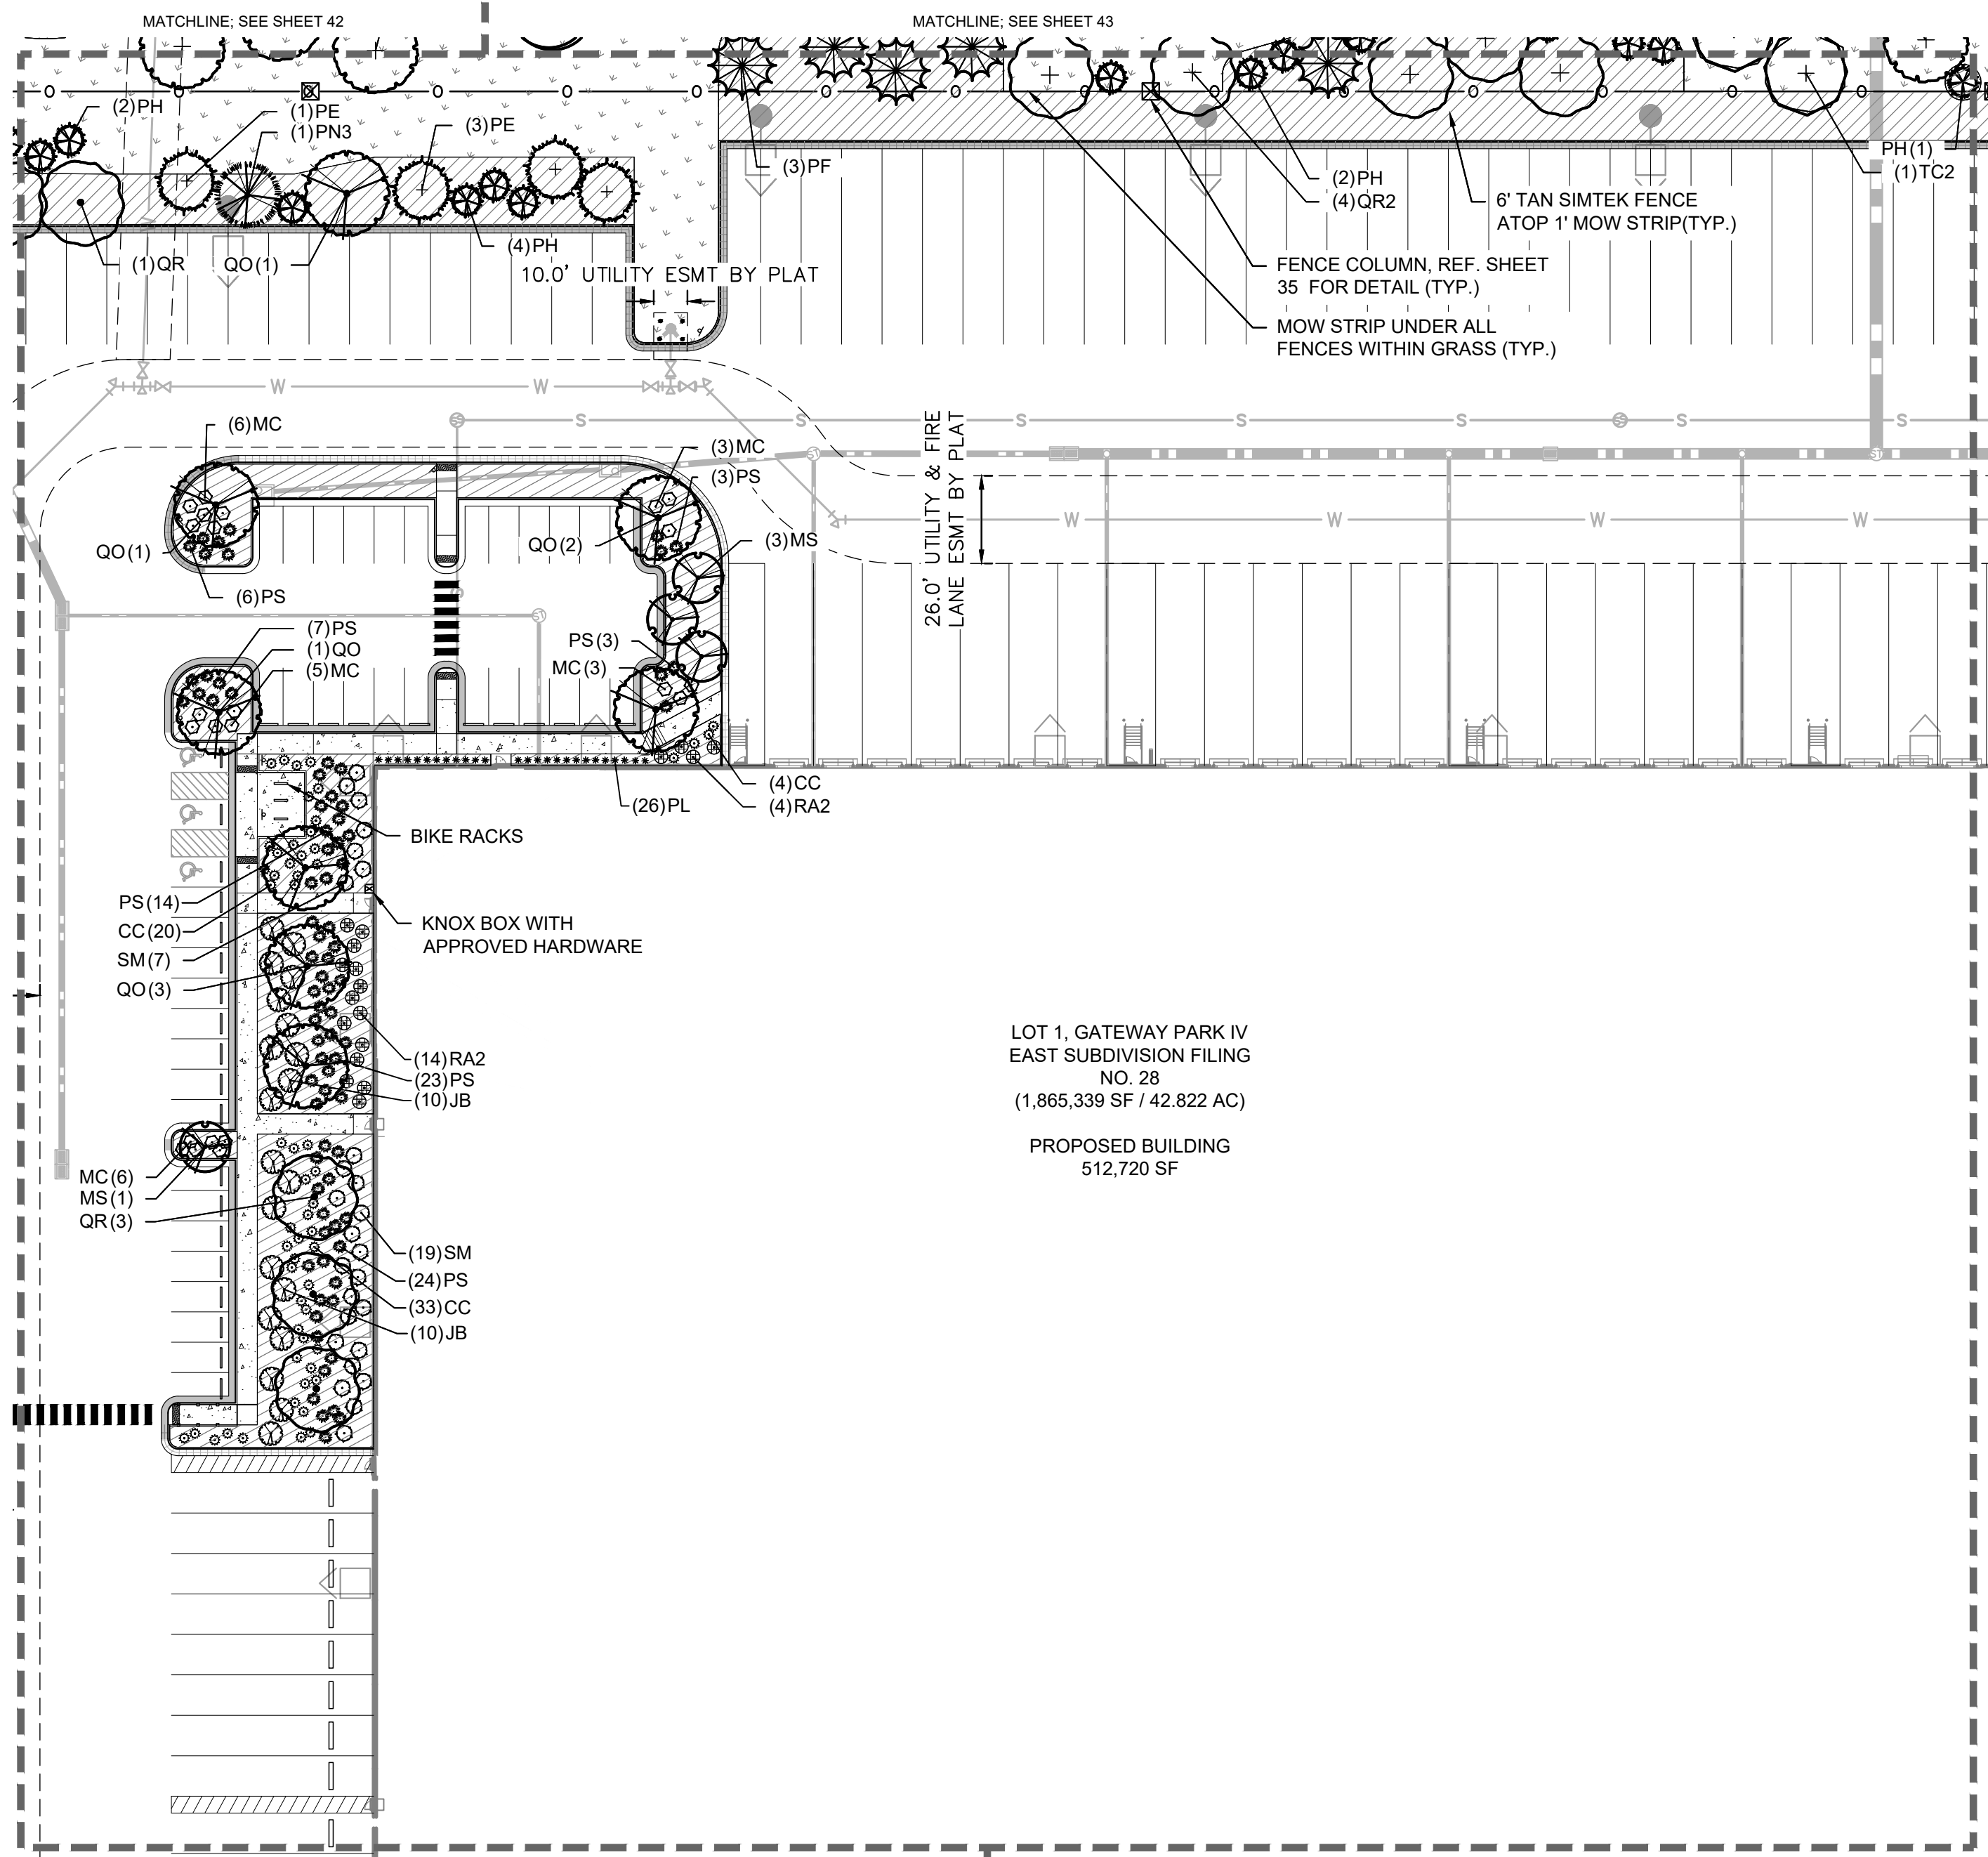 MATCHLINE; SEE SHEET 42
MATCHLINE; SEE SHEET 43
(2)PH
(1)PE
(1)PN3
(3)PE
(3)PF
(2)PH
(4)QR2
PH(1)
(1)TC2
6' TAN SIMTEK FENCE
ATOP 1' MOW STRIP(TYP.)
(1)QR
QO(1)
(4)PH
10.0' UTILITY ESMT BY PLAT
FENCE COLUMN, REF. SHEET
35 FOR DETAIL (TYP.)
MOW STRIP UNDER ALL
FENCES WITHIN GRASS (TYP.)
W
W
S
S
S
S
S
S
(6)MC
(3)MC
(3)PS
26.0' UTILITY & FIRE
LANE ESMT BY PLAT
ST
ST
W
W
W
W
QO(1)
QO(2)
(3)MS
(6)PS
ST
(7)PS
(1)QO
(5)MC
PS(3)
MC(3)
(4)CC
(4)RA2
(26)PL
BIKE RACKS
PS(14)
CC(20)
SM(7)
QO(3)
KNOX BOX WITH
APPROVED HARDWARE
LOT 1, GATEWAY PARK IV
EAST SUBDIVISION FILING
NO. 28
(1,865,339 SF / 42.822 AC)
PROPOSED BUILDING
512,720 SF
(14)RA2
(23)PS
(10)JB
MC(6)
MS(1)
QR(3)
(19)SM
(24)PS
(33)CC
(10)JB